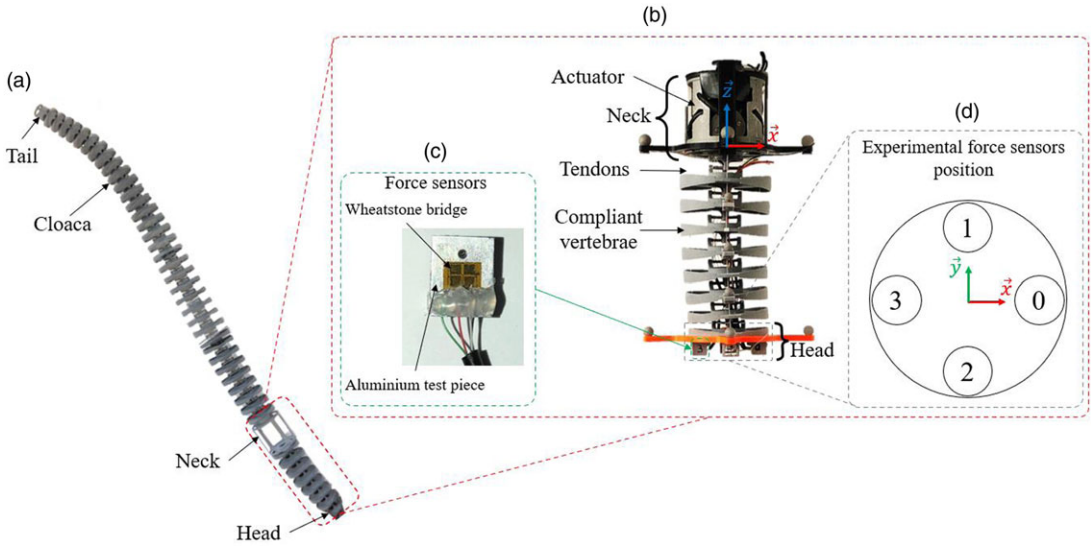 (a)
Tail
Cloaca
Neck
Head
(b)
Actuator
Neck
z
x
Tendons
Compliant
vertebrae
Head
(c)
Force sensors
Wheatstone bridge
Aluminium test piece
(d)
Experimental force sensors
position
1
y
x
3
0
2